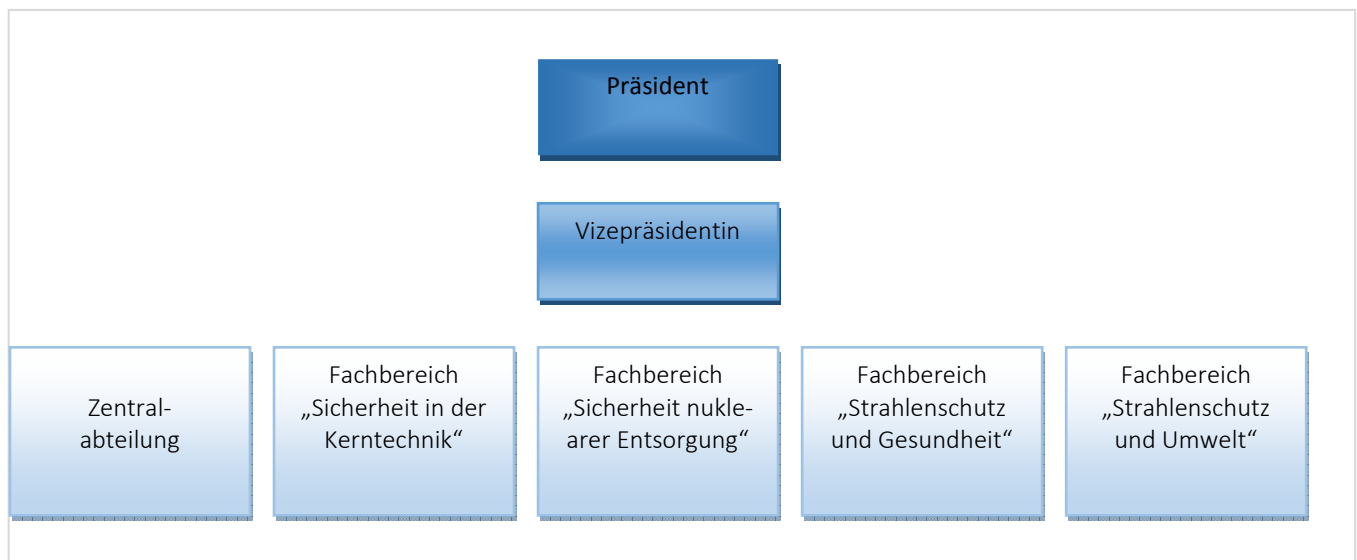 Präsident
Vizepräsidentin
Zentral-
abteilung
Fachbereich
„Sicherheit in der
Kerntechnik“
Fachbereich
„Sicherheit nukle-
arer Entsorgung“
Fachbereich
„Strahlenschutz
und Gesundheit“
Fachbereich
„Strahlenschutz
und Umwelt“